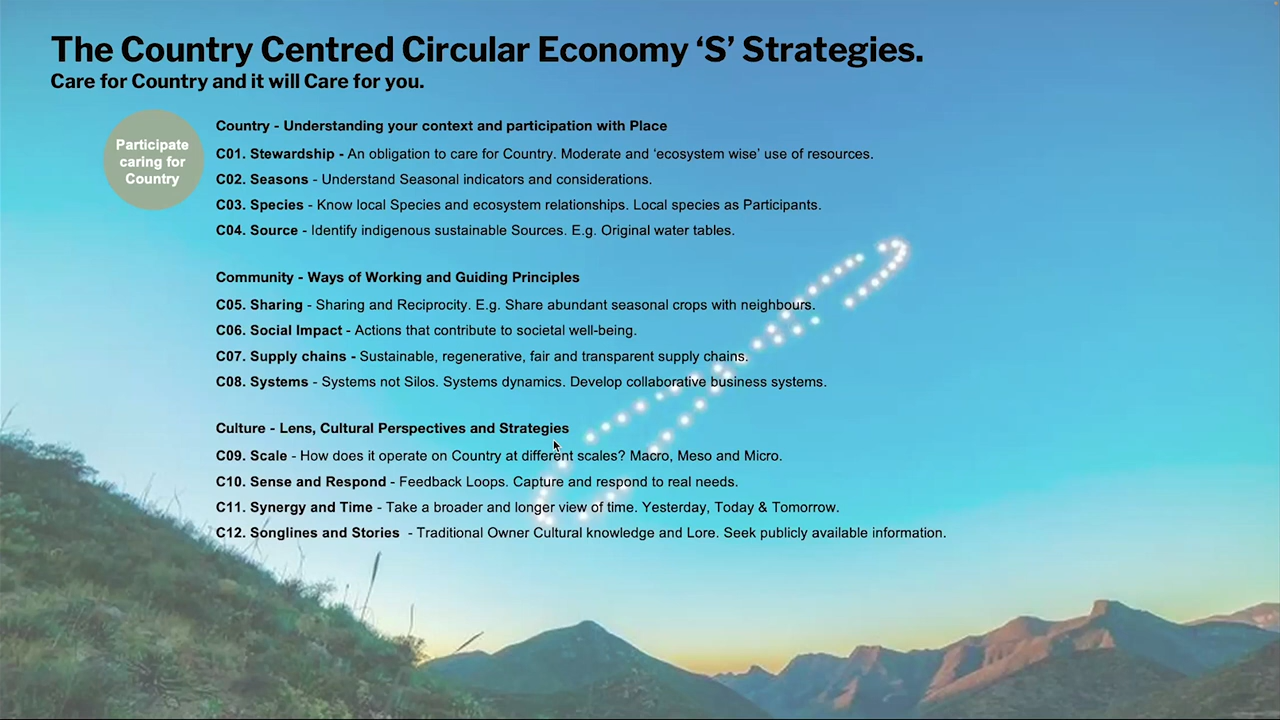 The Country Centred Circular Economy ‘S’ Strategies.
Care for Country and it will Care for you.
Participate
caring for
Country
Country - Understanding your context and participation with Place
C01. Stewardship - An obligation to care for Country. Moderate and ‘ecosystem wise’ use of resources.
C02. Seasons - Understand Seasonal indicators and considerations.
C03. Species - Know local Species and ecosystem relationships. Local species as Participants.
C04. Source - Identify indigenous sustainable Sources. E.g. Original water tables.
Community - Ways of Working and Guiding Principles
C05. Sharing - Sharing and Reciprocity. E.g. Share abundant seasonal crops with neighbours.
C06. Social Impact - Actions that contribute to societal well-being.
C07. Supply chains - Sustainable, regenerative, fair and transparent supply chains.
C08. Systems - Systems not Silos. Systems dynamics. Develop collaborative business systems.
Culture - Lens, Cultural Perspectives and Strategies
C09. Scale - How does it operate on Country at different scales? Macro, Meso and Micro.
C10. Sense and Respond - Feedback Loops. Capture and respond to real needs.
C11. Synergy and Time - Take a broader and longer view of time. Yesterday, Today & Tomorrow.
C12. Songlines and Stories - Traditional Owner Cultural knowledge and Lore. Seek publicly available information.